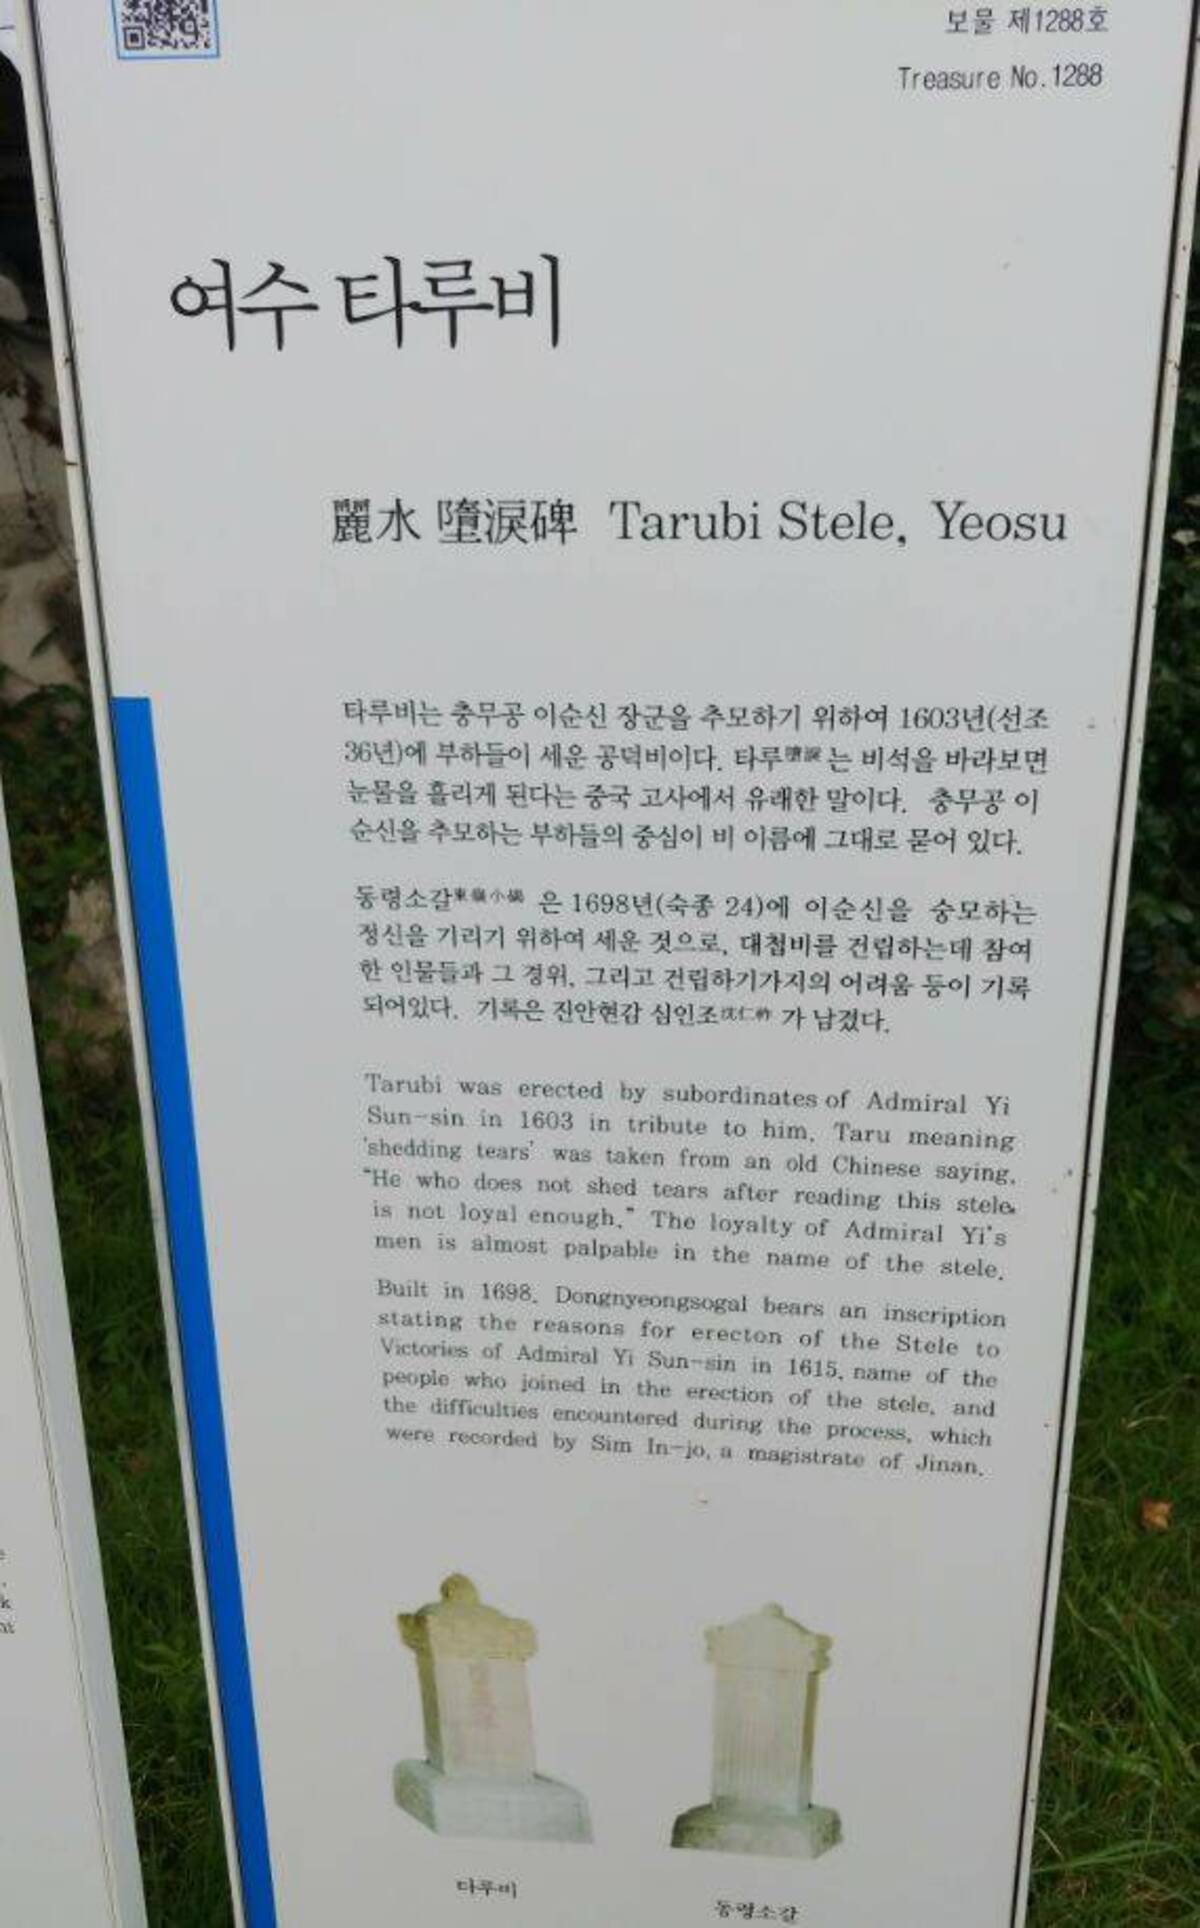 보물 제1288호
Treasure No.1288
여수 타루비
麗水 墮淚碑 Tarubi Stele, Yeosu
타루비는 충무공 이순신 장군을 추모하기 위하여 1603년(선조
36년)에 부하들이 세운 공덕비이다. 타루墮淚는 비석을 바라보면
눈물을 흘리게 된다는 중국 고사에서 유래한 말이다. 충무공 이
순신을 추모하는 부하들의 중심이 비 이름에 그대로 묻어 있다.
동령소갈東嶺小碣 은 1698년(숙종 24)에 이순신을 숭모하는
정신을 기리기 위하여 세운 것으로, 대첩비를 건립하는데 참여
한 인물들과 그 경위, 그리고 건립하기가지의 어려움 등이 기록
되어있다. 기록은 진안현감 심인조沈仁祚 가 남겼다.
Tarubi was erected by subordinates of Admiral Yi
Sun-sin in 1603 in tribute to him. Taru meaning
'shedding tears' was taken from an old Chinese saying,
"He who does not shed tears after reading this stele,
is not loyal enough." The loyalty of Admiral Yi's
men is almost palpable in the name of the stele.
Built in 1698, Dongnyeongsogal bears an inscription
stating the reasons for erecton of the Stele to
Victories of Admiral Yi Sun-sin in 1615, name of the
people who joined in the erection of the stele, and
the difficulties encountered during the process, which
were recorded by Sim In-jo, a magistrate of Jinan.
타루비
동령소갈